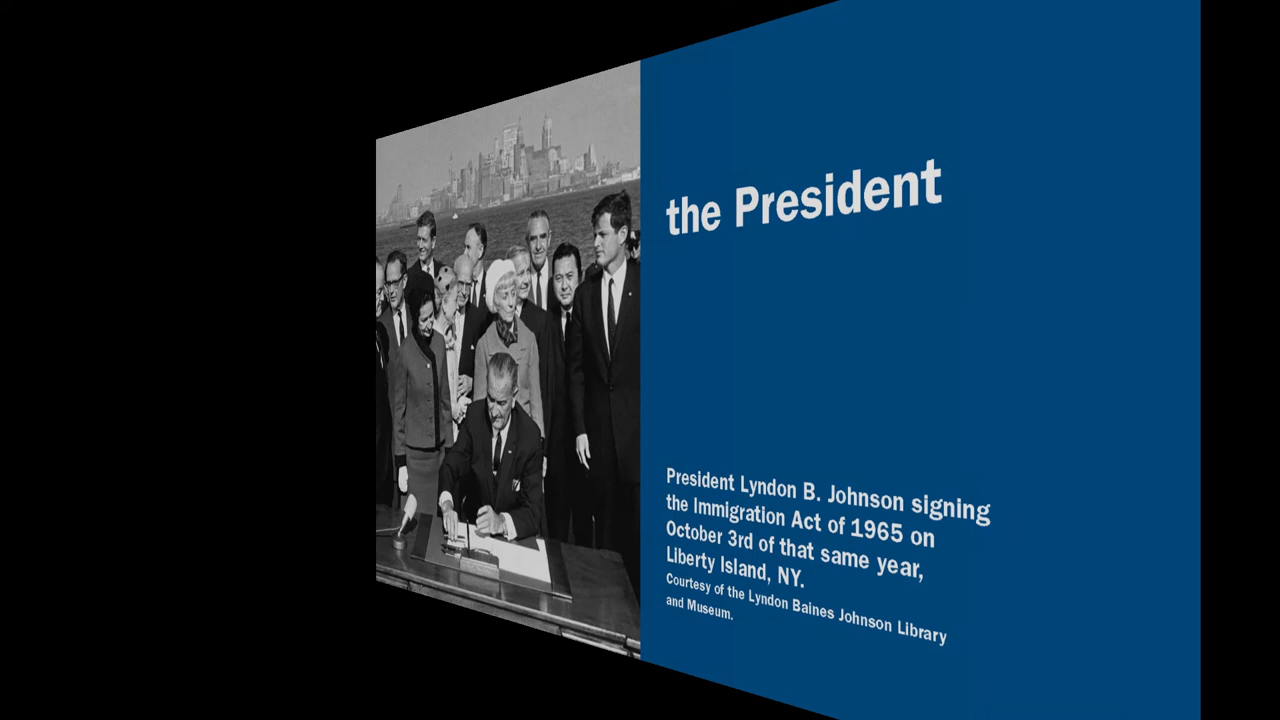 the President
President Lyndon B. Johnson signing
the Immigration Act of 1965 on
October 3rd of that same year,
Liberty Island, NY.
Courtesy of the Lyndon Baines Johnson Library
and Museum.